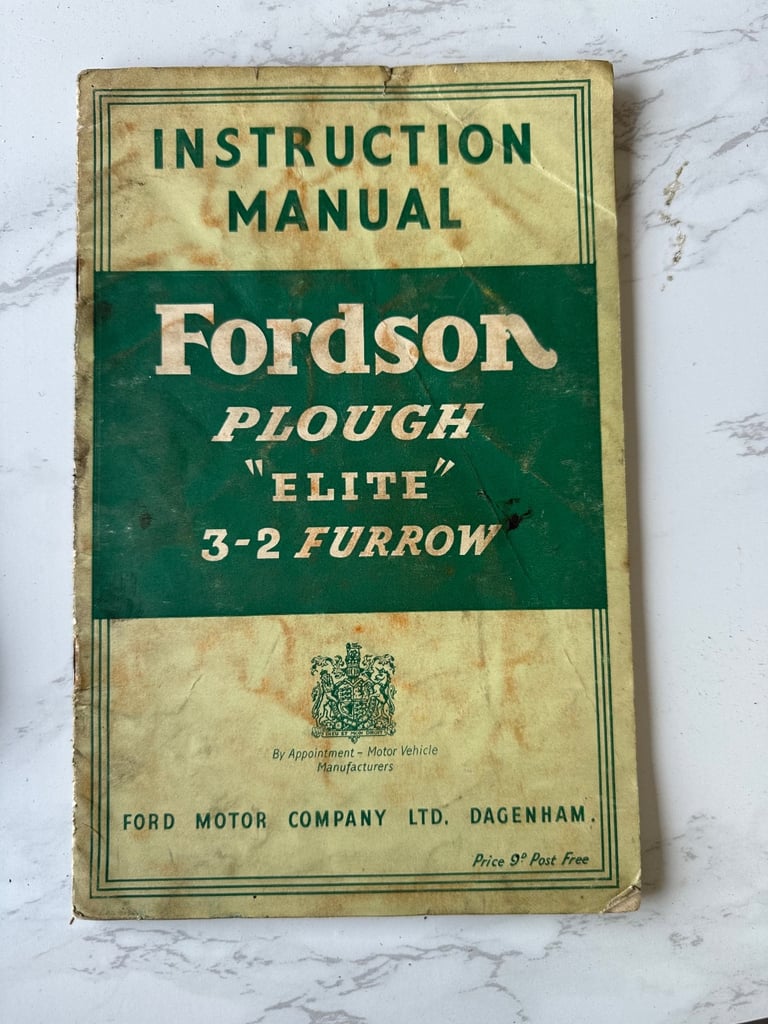 INSTRUCTION
MANUAL
Fordson
PLOUGH
"ELITE"
3-2 FURROW
By Appointment - Motor Vehicle
Manufacturers
FORD MOTOR COMPANY LTD. DAGENHAM.
Price 9ᴰ Post Free